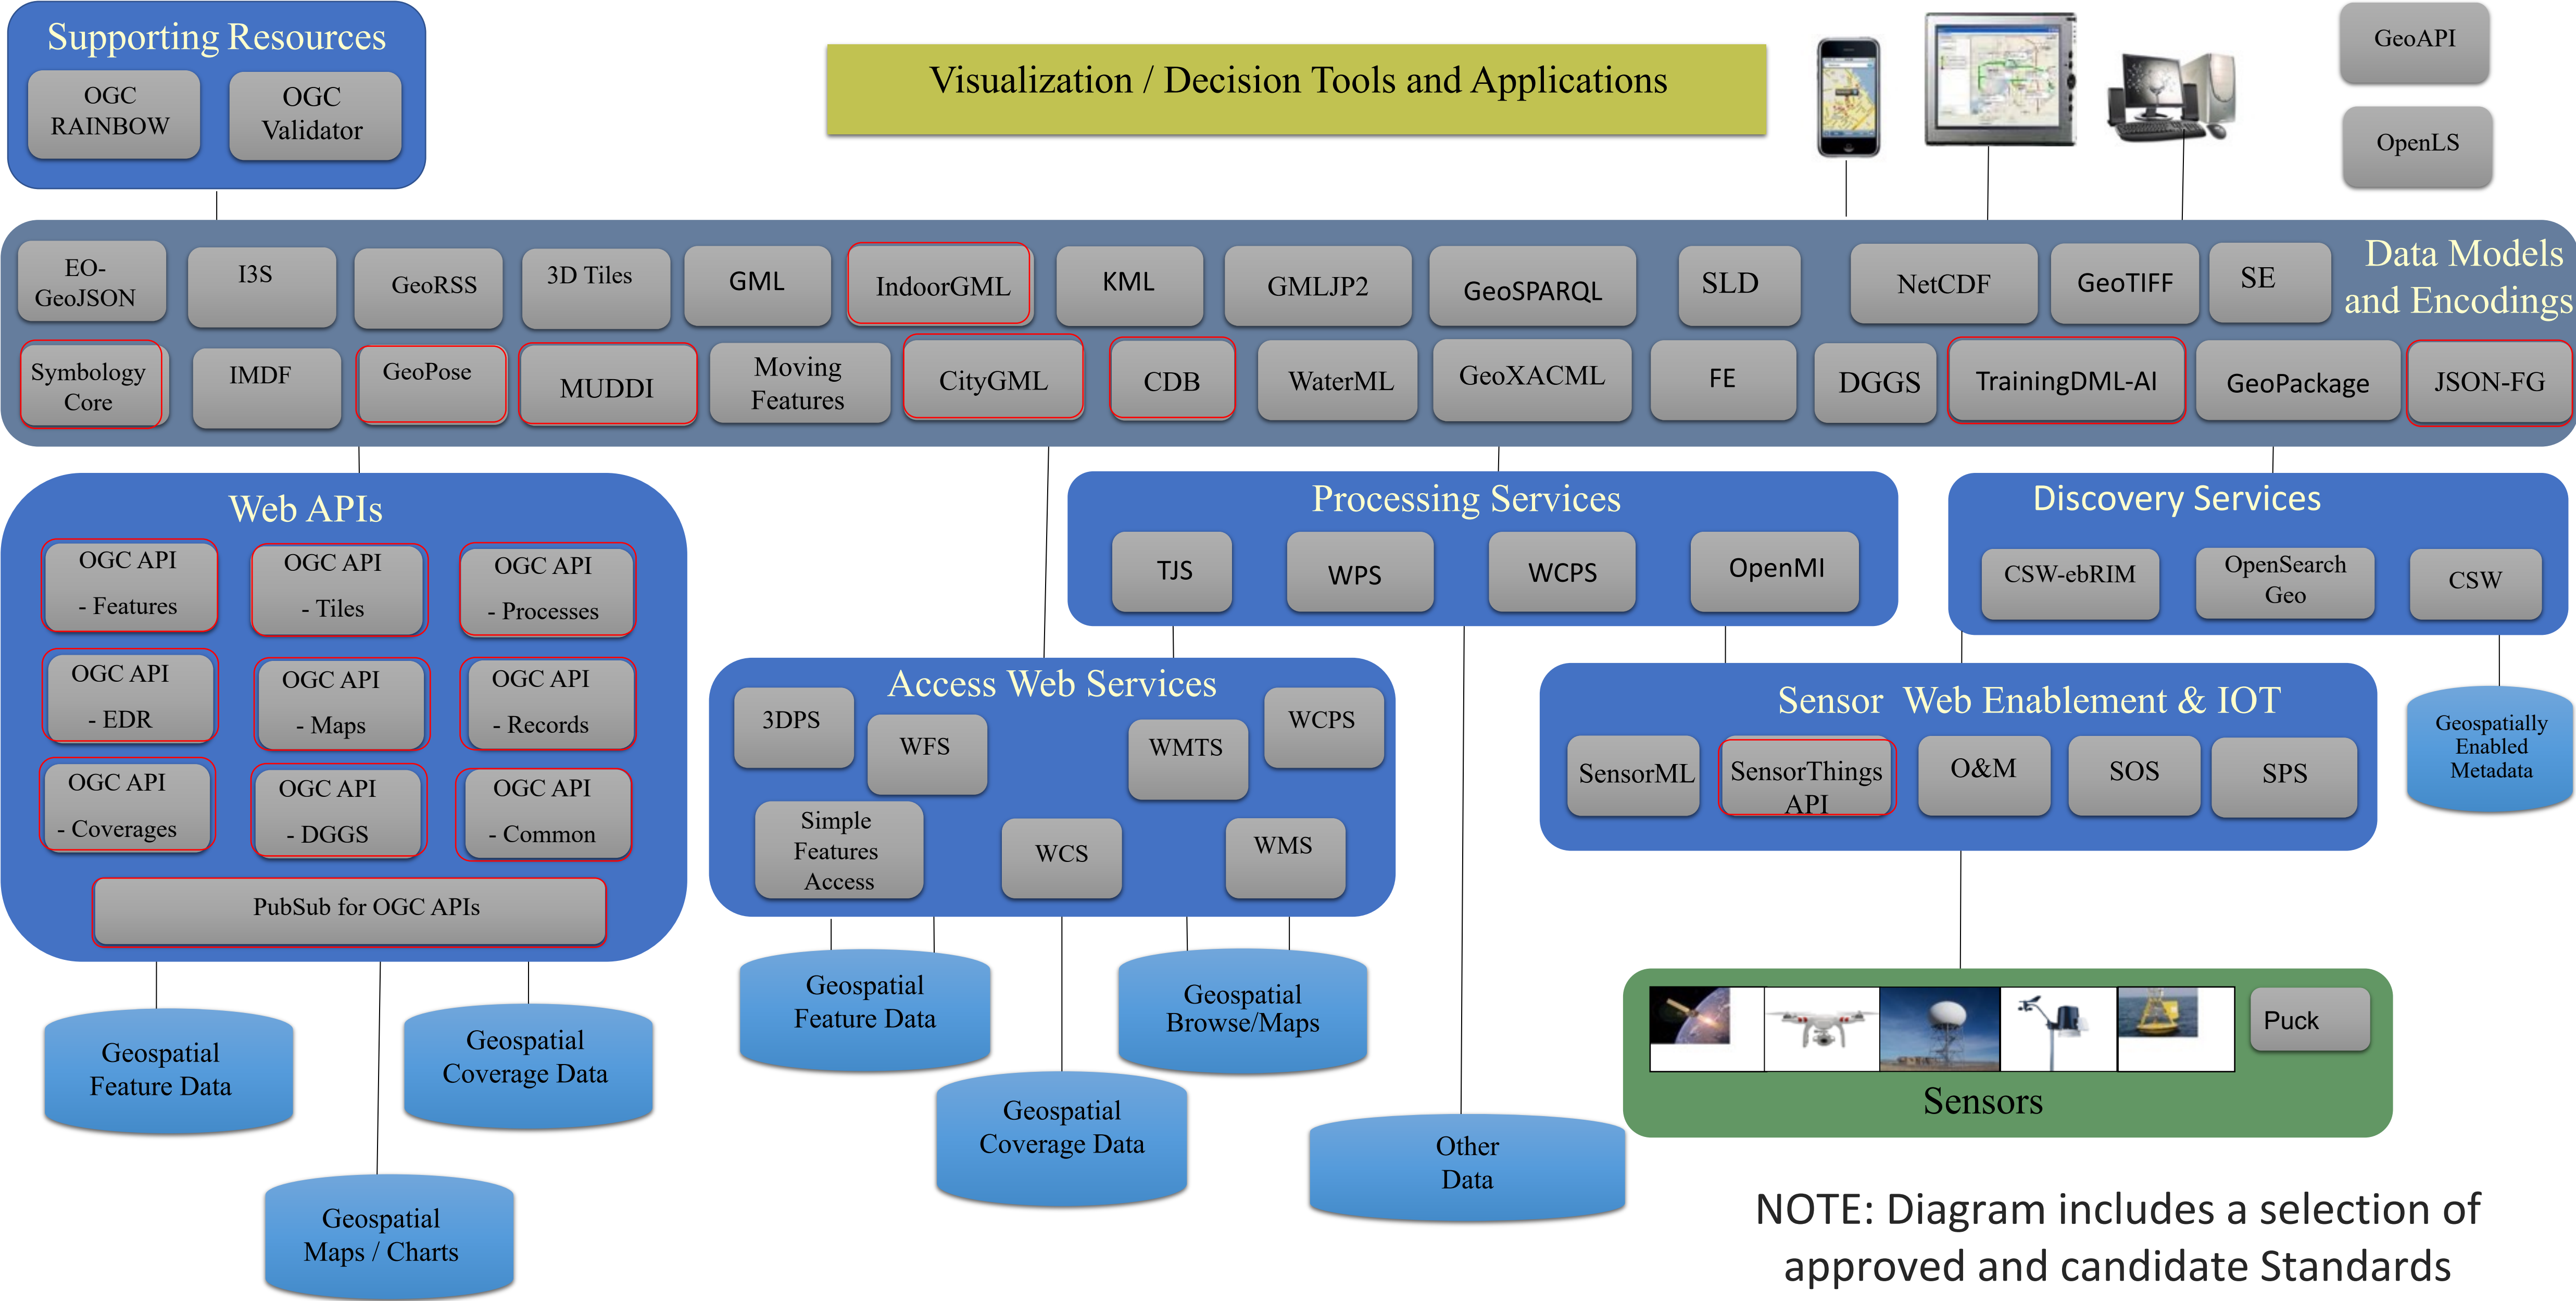 Supporting Resources
OGC
RAINBOW
OGC
Validator
Visualization / Decision Tools and Applications
GeoAPI
OpenLS
Data Models
and Encodings
EO-
GeoJSON
I3S
GeoRSS
3D Tiles
GML
IndoorGML
KML
GMLJP2
GeoSPARQL
SLD
NetCDF
GeoTIFF
SE
Symbology
Core
IMDF
GeoPose
MUDDI
Moving
Features
CityGML
CDB
WaterML
GeoXACML
FE
DGGS
TrainingDML-AI
GeoPackage
JSON-FG
Web APIs
OGC API
- Features
OGC API
- Tiles
OGC API
- Processes
OGC API
- EDR
OGC API
- Maps
OGC API
- Records
OGC API
- Coverages
OGC API
- DGGS
OGC API
- Common
PubSub for OGC APIs
Geospatial
Feature Data
Geospatial
Maps / Charts
Geospatial
Coverage Data
Processing Services
TJS
WPS
WCPS
OpenMI
Discovery Services
CSW-ebRIM
OpenSearch
Geo
CSW
Access Web Services
3DPS
WFS
WMTS
WCPS
Simple
Features
Access
WCS
WMS
Geospatial
Feature Data
Geospatial
Coverage Data
Geospatial
Browse/Maps
Other
Data
Sensor Web Enablement & IOT
SensorML
SensorThings
API
O&M
SOS
SPS
Geospatially
Enabled
Metadata
Puck
Sensors
NOTE: Diagram includes a selection of
approved and candidate Standards